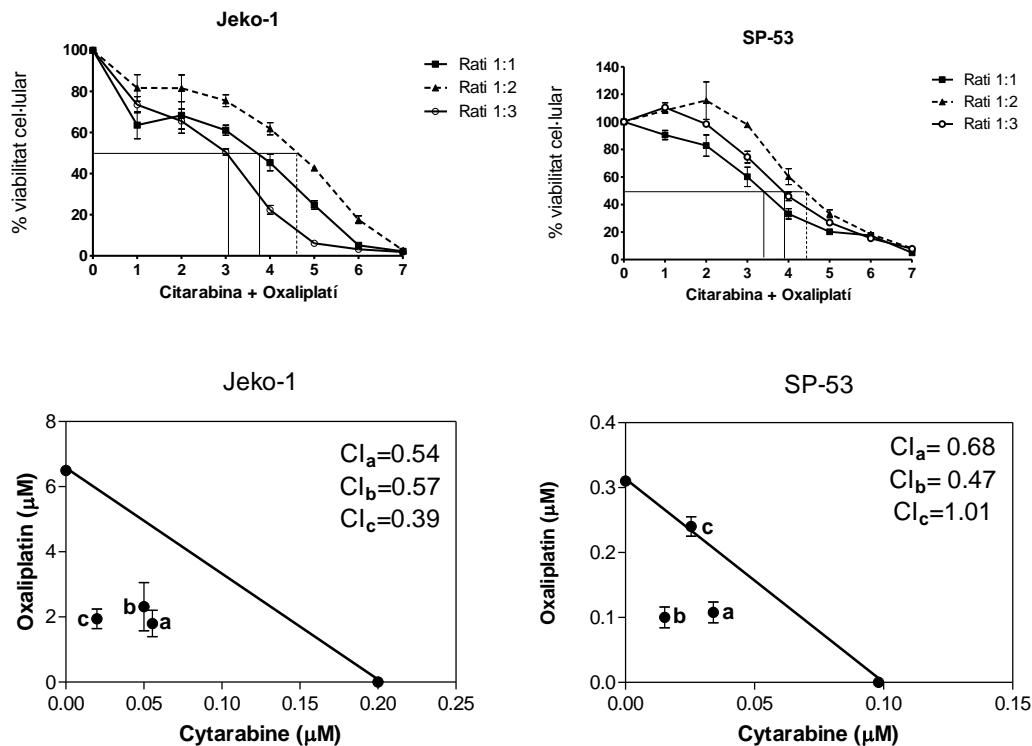 Jeko-1
% viabilitat cel·lular
100
80
60
40
20
0
0 1 2 3 4 5 6 7
Citarabina + Oxaliplatí
Rati 1:1
Rati 1:2
Rati 1:3
SP-53
% viabilitat cel·lular
140
120
100
80
60
40
20
0
0 1 2 3 4 5 6 7
Citarabina + Oxaliplatí
Rati 1:1
Rati 1:2
Rati 1:3
Jeko-1
Oxaliplatin (µM)
8
6
4
2
0
0.00 0.05 0.10 0.15 0.20 0.25
Cytarabine (µM)
CIa=0.54
CIb=0.57
CIc=0.39
c
b
a
SP-53
Oxaliplatin (µM)
0.4
0.3
0.2
0.1
0.0
0.00 0.05 0.10 0.15
Cytarabine (µM)
CIa= 0.68
CIb= 0.47
CIc=1.01
c
b
a